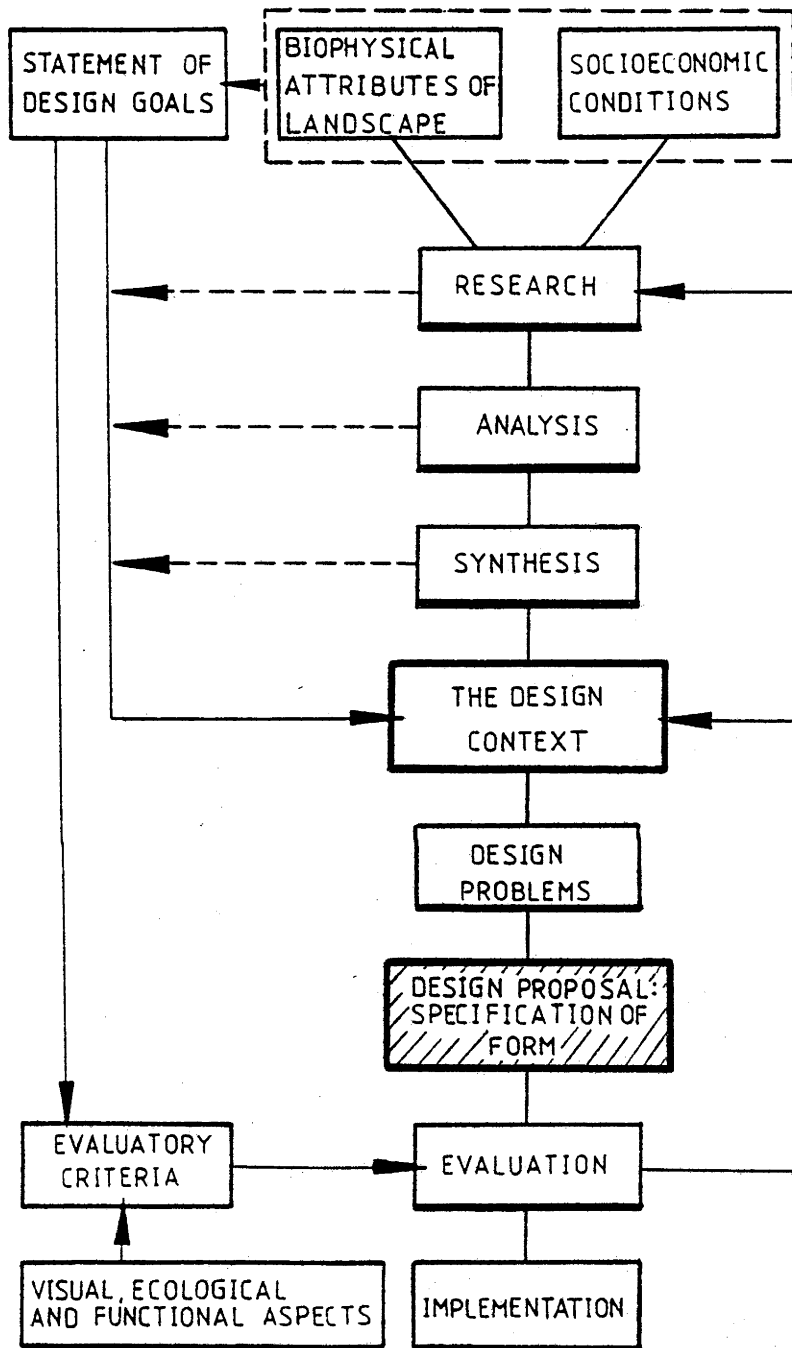 STATEMENT OF
DESIGN GOALS
BIOPHYSICAL
ATTRIBUTES OF
LANDSCAPE
SOCIOECONOMIC
CONDITIONS
RESEARCH
ANALYSIS
SYNTHESIS
THE DESIGN
CONTEXT
DESIGN
PROBLEMS
DESIGN PROPOSAL:
SPECIFICATION OF
FORM
EVALUATORY
CRITERIA
EVALUATION
VISUAL, ECOLOGICAL
AND FUNCTIONAL ASPECTS
IMPLEMENTATION